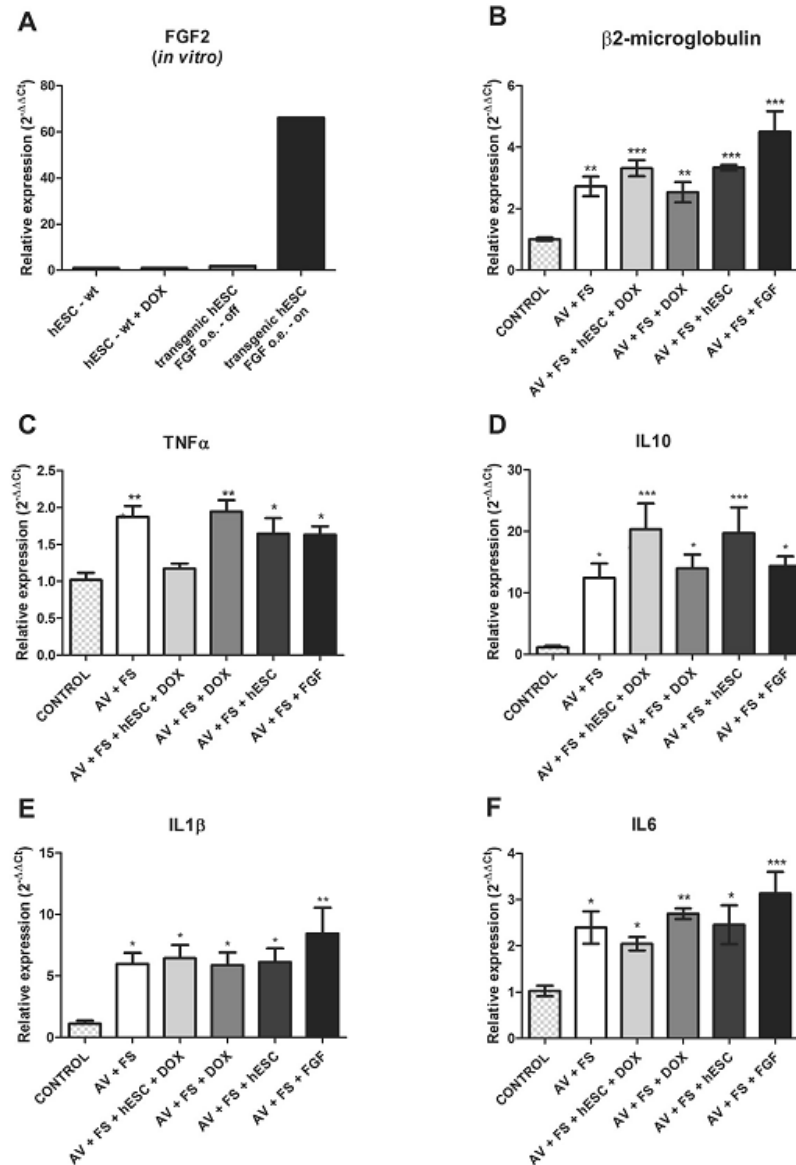 A
FGF2
(in vitro)
Relative expression (2-ΔΔCt)
80
60
40
20
0
hESC - wt
hESC - wt + DOX
transgenic hESC
FGF o.e. - off
transgenic hESC
FGF o.e. - on
B
β2-microglobulin
Relative expression (2-ΔΔCt)
6
4
2
0
** *** ** *** ***
CONTROL
AV + FS
AV + FS + hESC + DOX
AV + FS + DOX
AV + FS + hESC
AV + FS + FGF
C
TNFα
Relative expression (2-ΔΔCt)
2.5
2.0
1.5
1.0
0.5
0.0
** ** * *
CONTROL
AV + FS
AV + FS + hESC + DOX
AV + FS + DOX
AV + FS + hESC
AV + FS + FGF
D
IL10
Relative expression (2-ΔΔCt)
30
20
10
0
* *** * *** *
CONTROL
AV + FS
AV + FS + hESC + DOX
AV + FS + DOX
AV + FS + hESC
AV + FS + FGF
E
IL1β
Relative expression (2-ΔΔCt)
15
10
5
0
* * * * **
CONTROL
AV + FS
AV + FS + hESC + DOX
AV + FS + DOX
AV + FS + hESC
AV + FS + FGF
F
IL6
Relative expression (2-ΔΔCt)
4
3
2
1
0
* * ** * ***
CONTROL
AV + FS
AV + FS + hESC + DOX
AV + FS + DOX
AV + FS + hESC
AV + FS + FGF